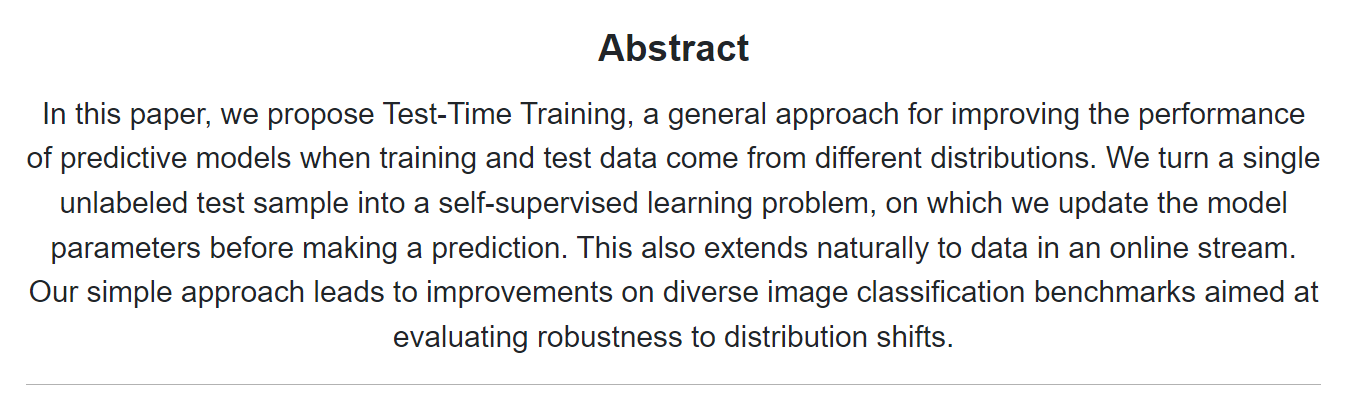 Abstract
In this paper, we propose Test-Time Training, a general approach for improving the performance
of predictive models when training and test data come from different distributions. We turn a single
unlabeled test sample into a self-supervised learning problem, on which we update the model
parameters before making a prediction. This also extends naturally to data in an online stream.
Our simple approach leads to improvements on diverse image classification benchmarks aimed at
evaluating robustness to distribution shifts.